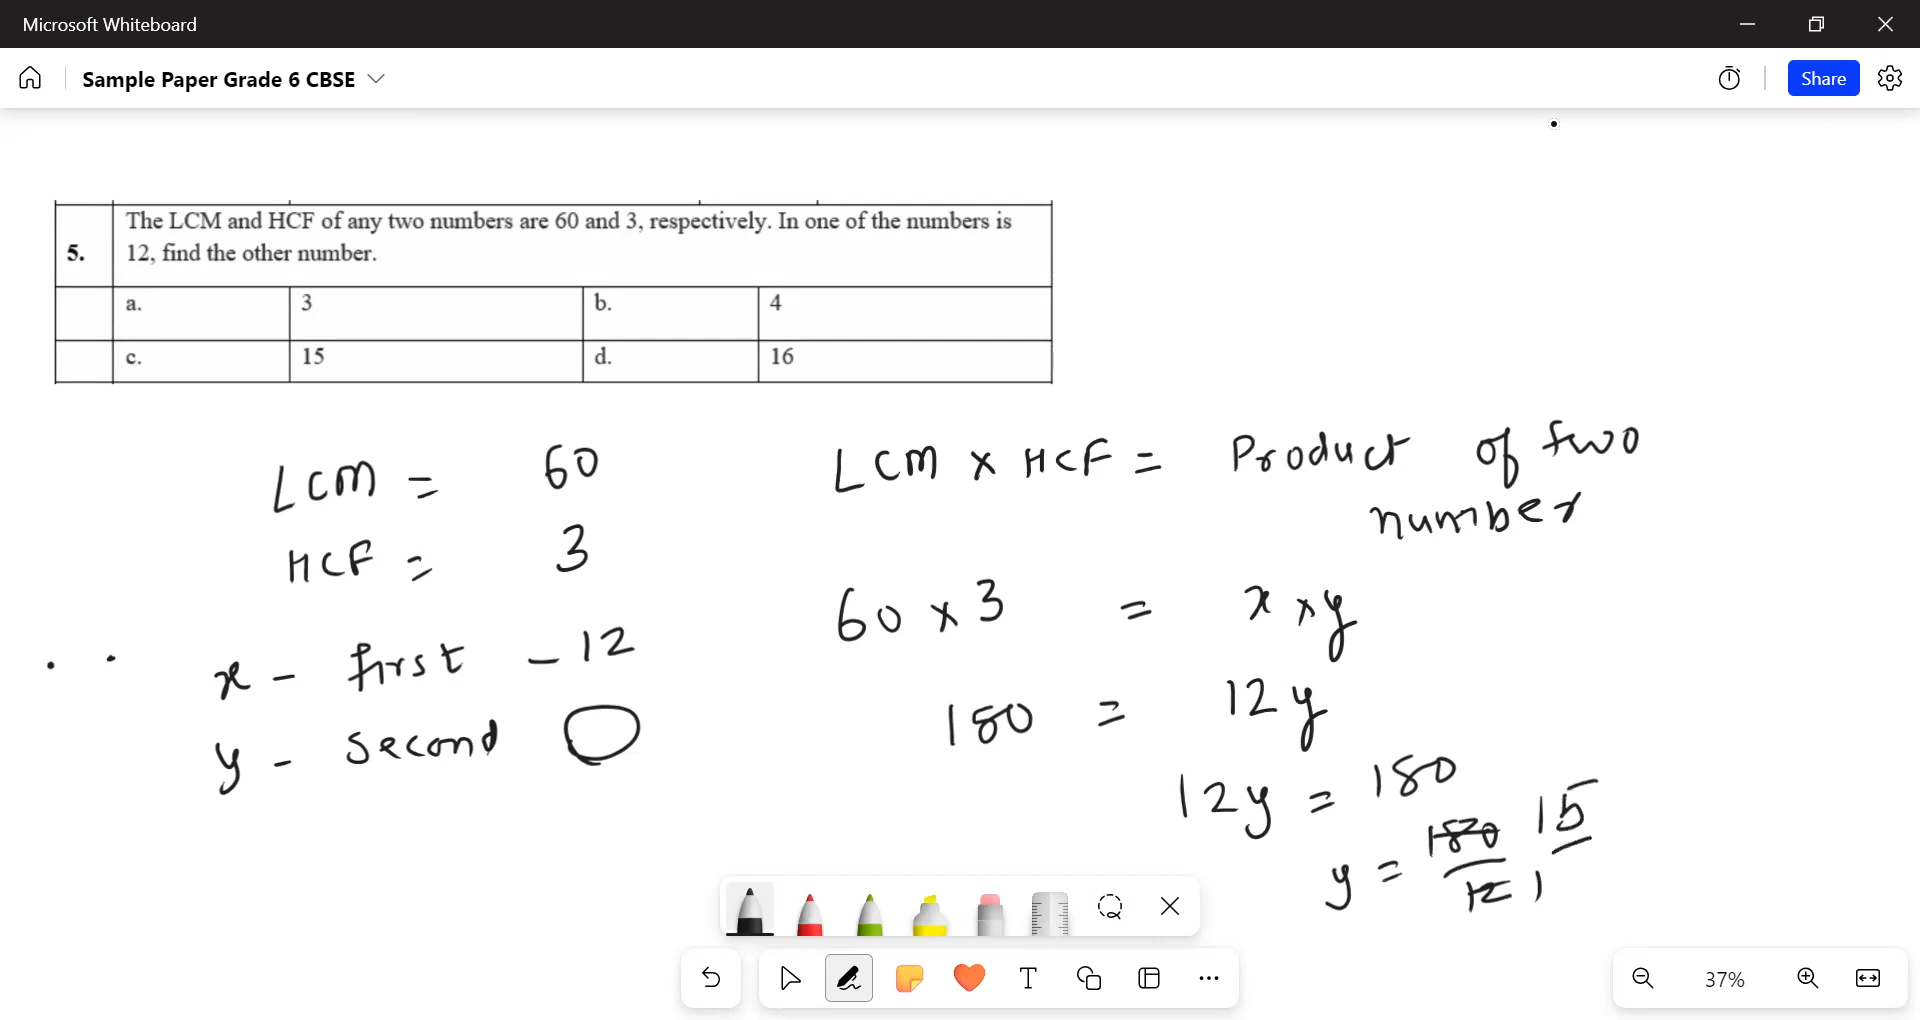 Microsoft Whiteboard
Sample Paper Grade 6 CBSE
Share
5.
The LCM and HCF of any two numbers are 60 and 3, respectively. In one of the numbers is
12, find the other number.
a. 3 b. 4
c. 15 d. 16
LCM = 60
HCF = 3
x - first - 12
y - second
LCM x HCF = Product of two
number
60 x 3 = x x y
180 = 12y
12y = 180
y = 180 15
12 1
T
37%